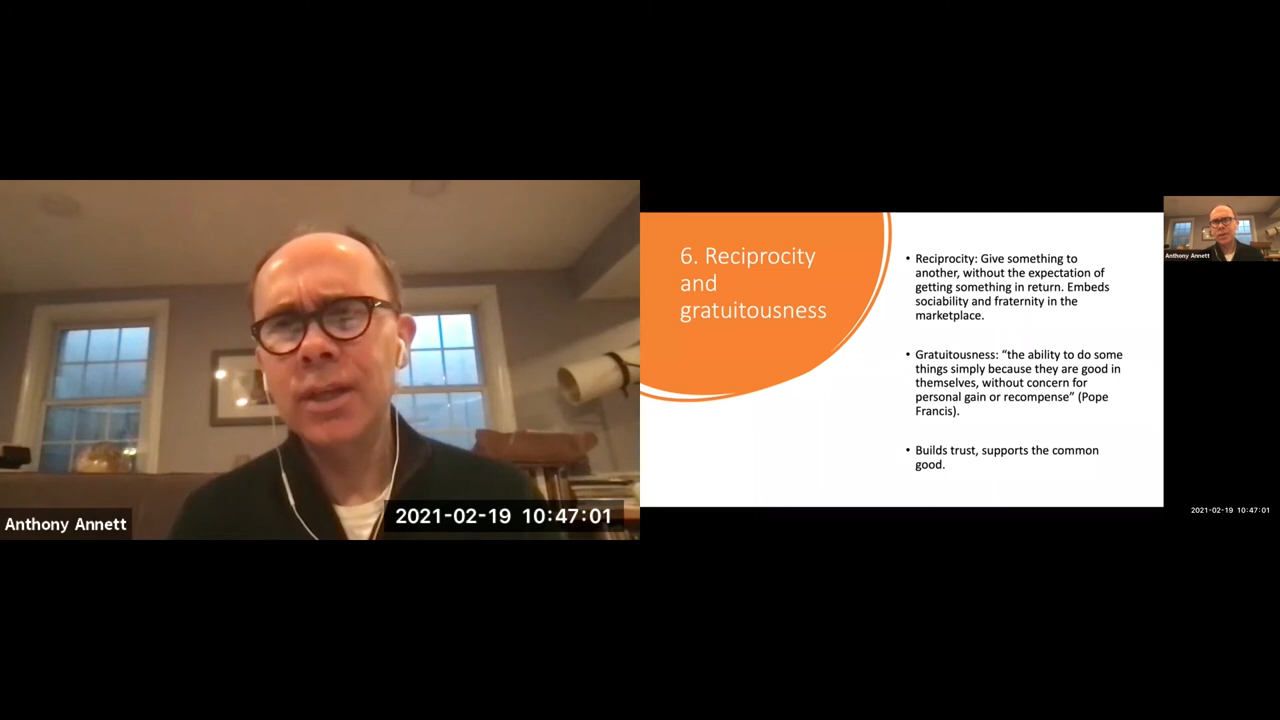 Anthony Annett
2021-02-19 10:47:01
6. Reciprocity
and
gratuitousness
• Reciprocity: Give something to
another, without the expectation of
getting something in return. Embeds
sociability and fraternity in the
marketplace.
• Gratuitousness: “the ability to do some
things simply because they are good in
themselves, without concern for
personal gain or recompense” (Pope
Francis).
• Builds trust, supports the common
good.
Anthony Annett
2021-02-19 10:47:01